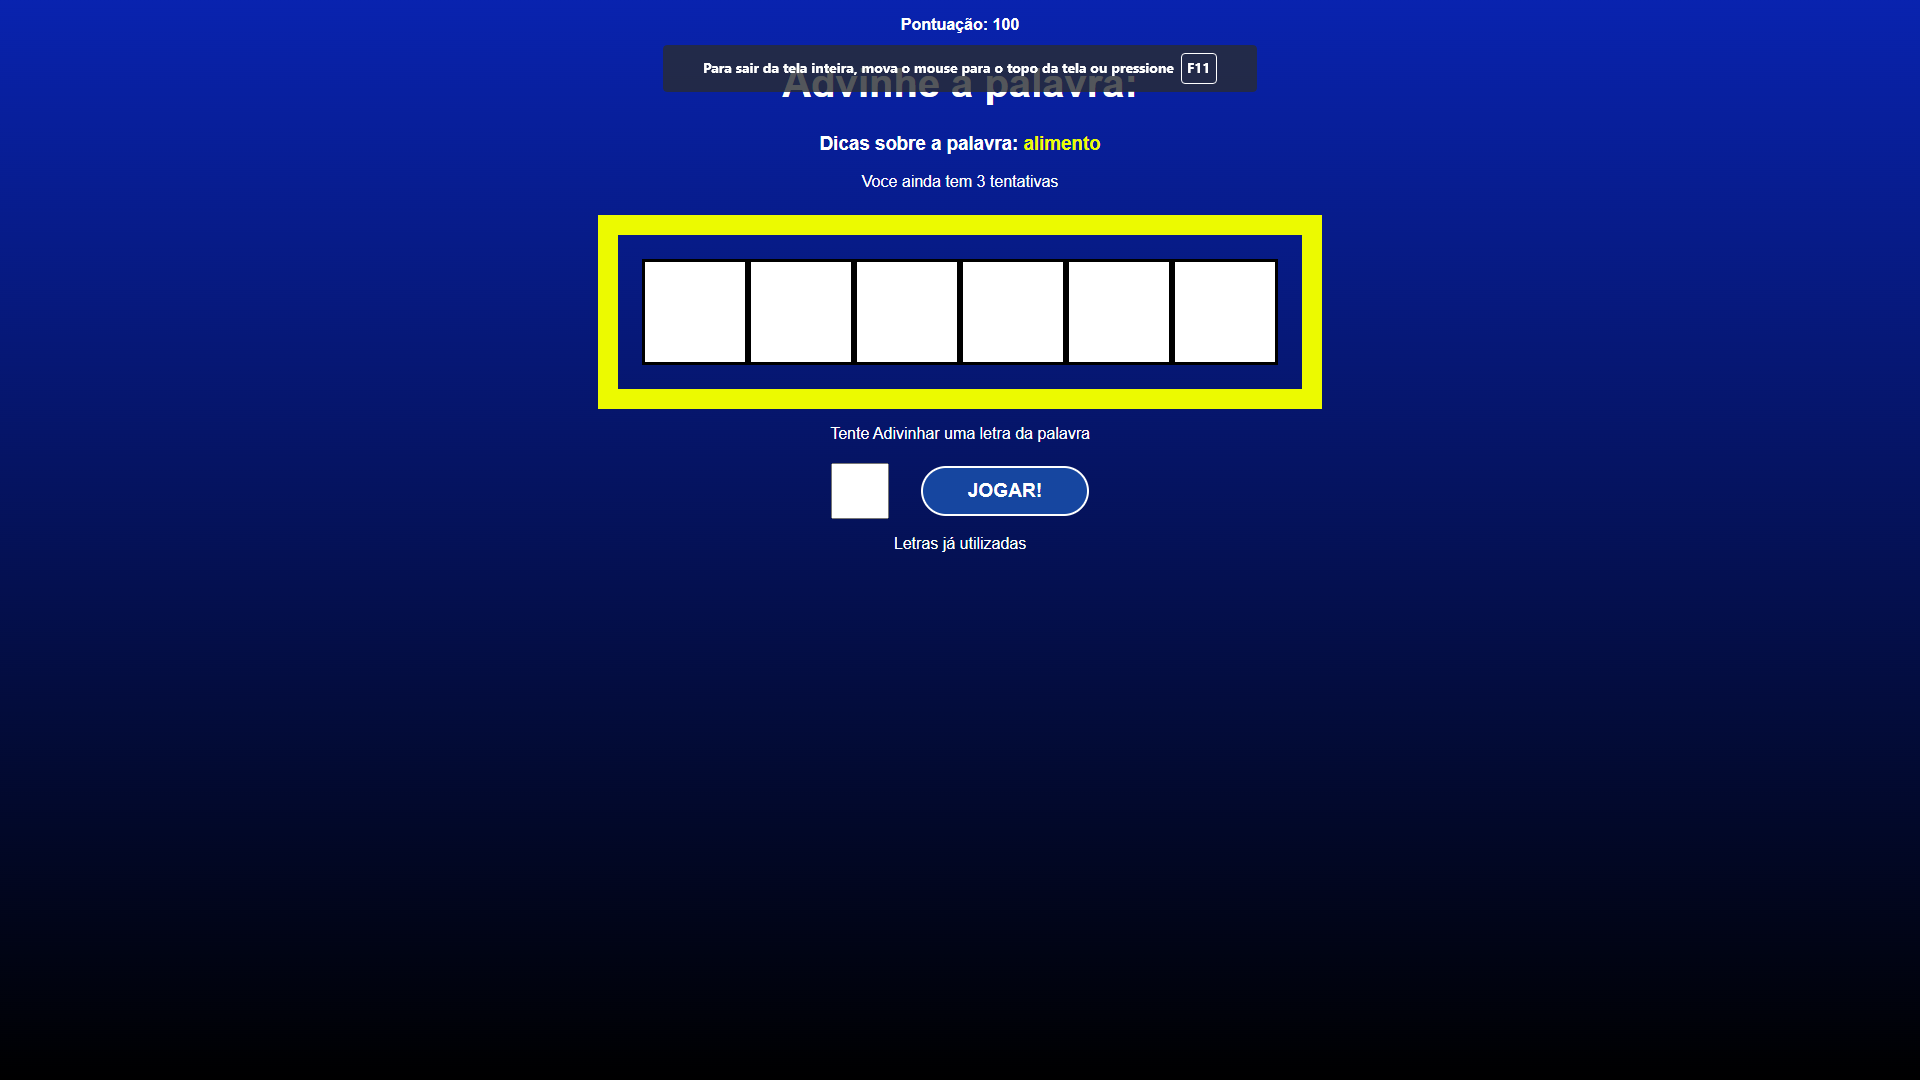 Pontuação: 100
Para sair da tela inteira, mova o mouse para o topo da tela ou pressione F11
Advinhe a palavra:
Dicas sobre a palavra: alimento
Voce ainda tem 3 tentativas
Tente Adivinhar uma letra da palavra
JOGAR!
Letras já utilizadas